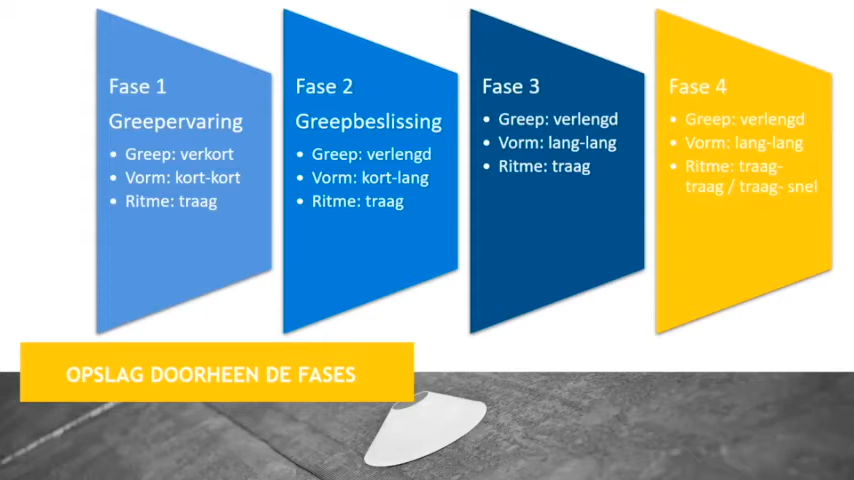 Fase 1
Greepervaring
• Greep: verkort
• Vorm: kort-kort
• Ritme: traag
Fase 2
Greepbeslissing
• Greep: verlengd
• Vorm: kort-lang
• Ritme: traag
Fase 3
• Greep: verlengd
• Vorm: lang-lang
• Ritme: traag
Fase 4
• Greep: verlengd
• Vorm: lang-lang
• Ritme: traag-
traag / traag- snel
OPSLAG DOORHEEN DE FASES